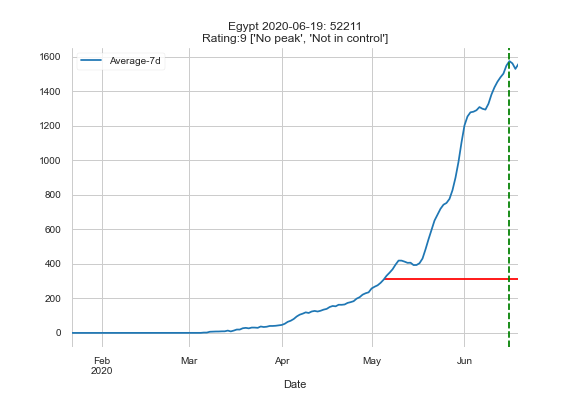 Egypt 2020-06-19: 52211
Rating:9 ['No peak', 'Not in control']
Average-7d
1600
1400
1200
1000
800
600
400
200
0
Feb Mar Apr May Jun
2020
Date